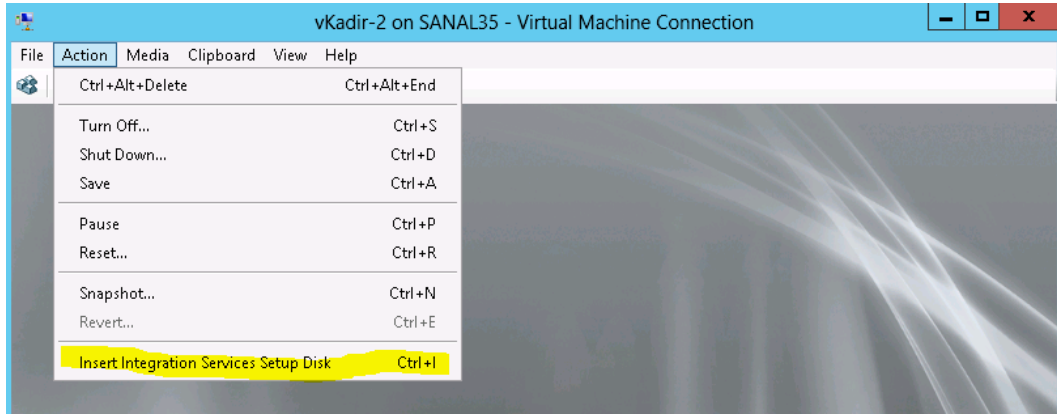 vKadir-2 on SANAL35 - Virtual Machine Connection
File Action Media Clipboard View Help
Ctrl+Alt+Delete Ctrl+Alt+End
Turn Off... Ctrl+S
Shut Down... Ctrl+D
Save Ctrl+A
Pause Ctrl+P
Reset... Ctrl+R
Snapshot... Ctrl+N
Revert... Ctrl+E
Insert Integration Services Setup Disk Ctrl+I